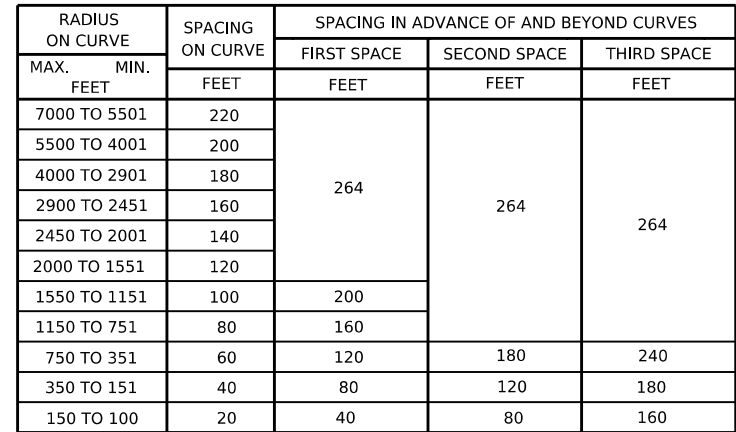 RADIUS ON CURVE SPACING ON CURVE SPACING IN ADVANCE OF AND BEYOND CURVES
FIRST SPACE SECOND SPACE THIRD SPACE
MAX. MIN. FEET FEET FEET FEET FEET
7000 TO 5501 220
5500 TO 4001 200
4000 TO 2901 180
264
2900 TO 2451 160
264
2450 TO 2001 140
264
2000 TO 1551 120
1550 TO 1151 100 200
1150 TO 751 80 160
750 TO 351 60 120 180 240
350 TO 151 40 80 120 180
150 TO 100 20 40 80 160